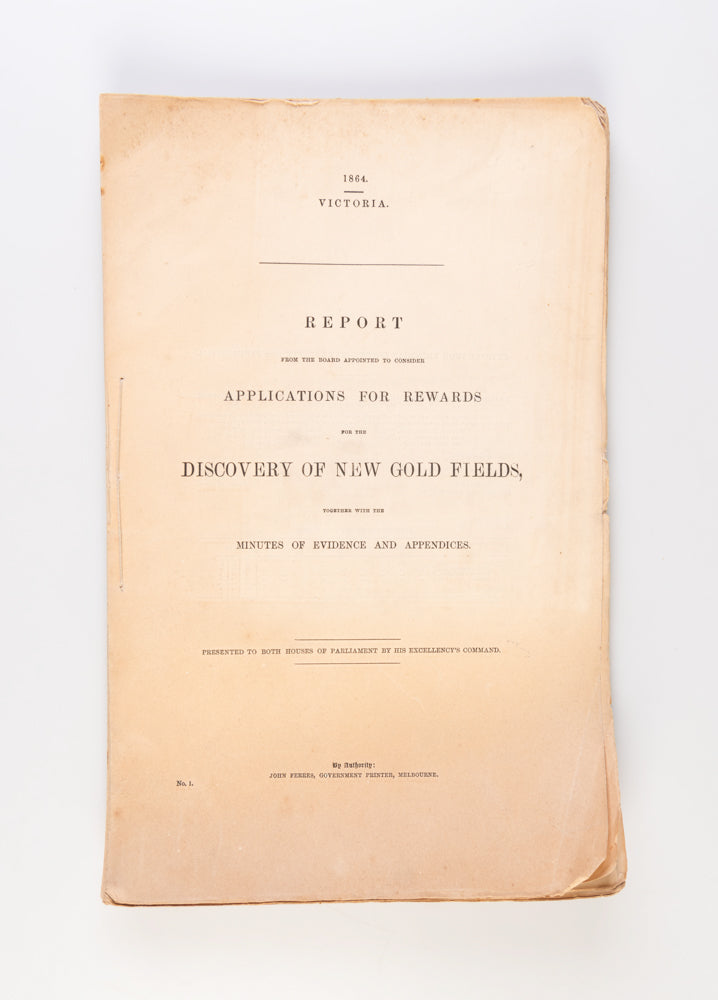 1864.
VICTORIA.
REPORT
FROM THE BOARD APPOINTED TO CONSIDER
APPLICATIONS FOR REWARDS
FOR THE
DISCOVERY OF NEW GOLD FIELDS,
TOGETHER WITH THE
MINUTES OF EVIDENCE AND APPENDICES.
PRESENTED TO BOTH HOUSES OF PARLIAMENT BY HIS EXCELLENCY'S COMMAND.
By Authority:
JOHN FERRES, GOVERNMENT PRINTER, MELBOURNE.
No. 1.